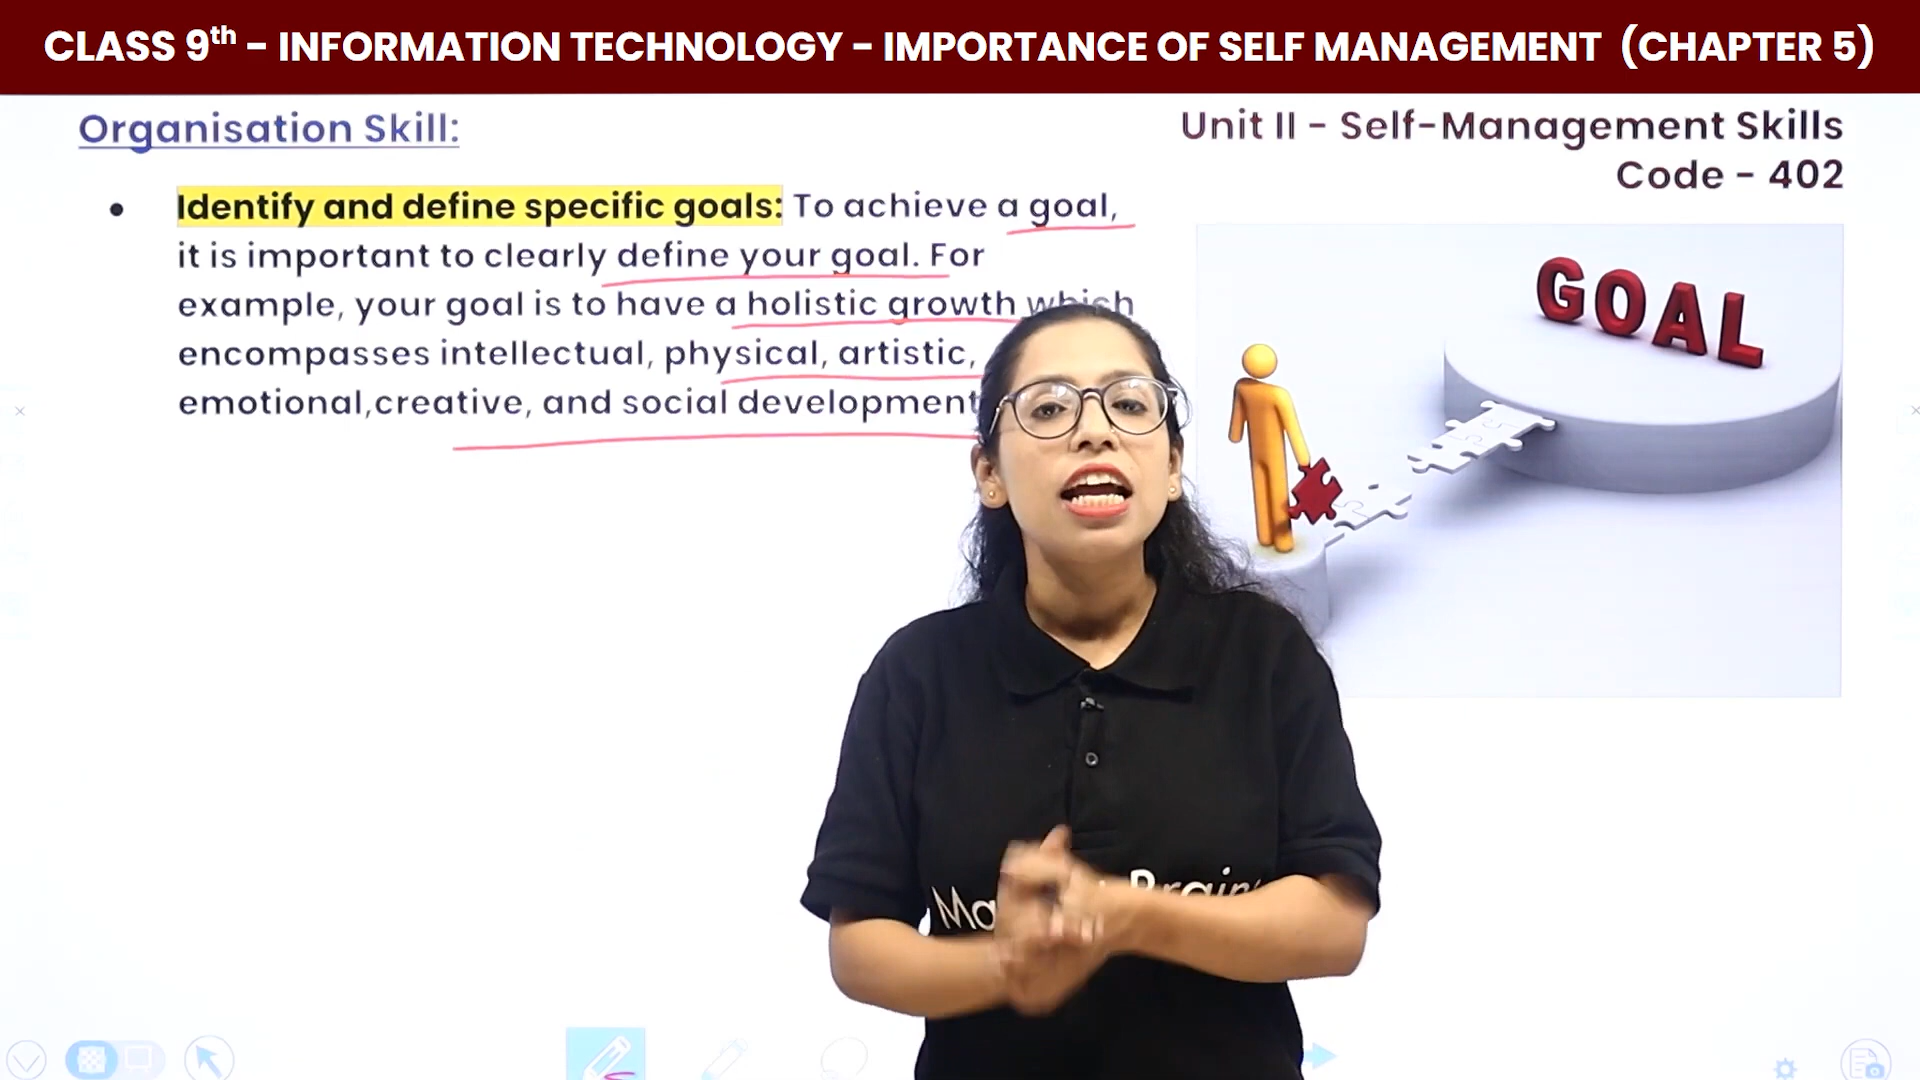 CLASS 9th – INFORMATION TECHNOLOGY – IMPORTANCE OF SELF MANAGEMENT (CHAPTER 5)
Organisation Skill:
Unit II - Self-Management Skills
Code - 402
• Identify and define specific goals: To achieve a goal,
it is important to clearly define your goal. For
example, your goal is to have a holistic growth which
encompasses intellectual, physical, artistic,
emotional,creative, and social development
GOAL